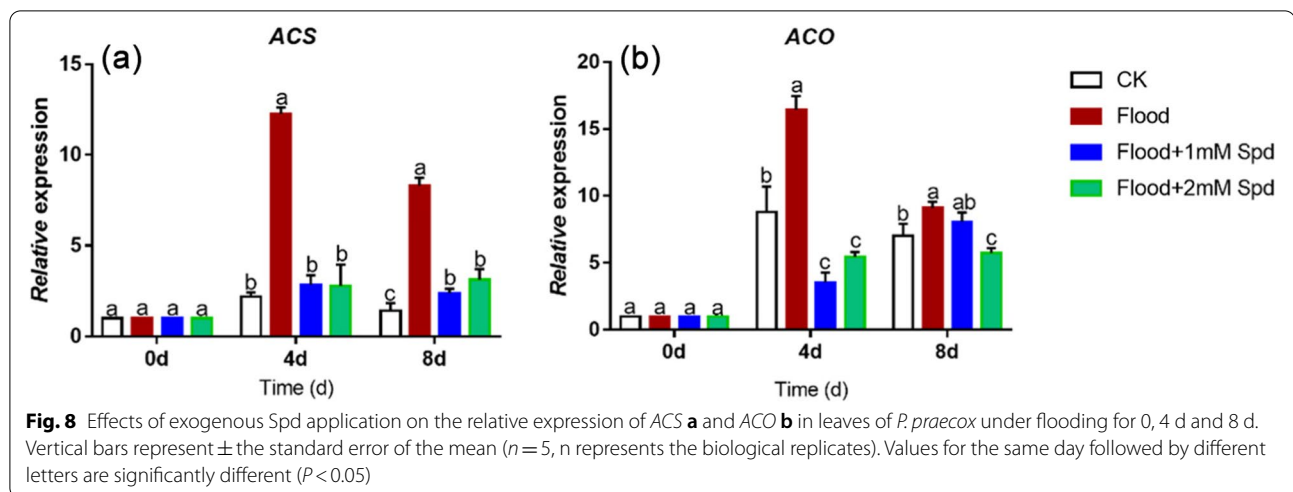 ACS
(a)
15
10
5
0
Relative expression
a a a a
b a b b
c a b b
0d 4d 8d
Time (d)
ACO
(b)
20
15
10
5
0
Relative expression
a a a a
b a c c
b a ab c
0d 4d 8d
Time (d)
CK
Flood
Flood+1mM Spd
Flood+2mM Spd
Fig. 8 Effects of exogenous Spd application on the relative expression of ACS a and ACO b in leaves of P. praecox under flooding for 0, 4 d and 8 d.
Vertical bars represent ± the standard error of the mean (n = 5, n represents the biological replicates). Values for the same day followed by different
letters are significantly different (P < 0.05)